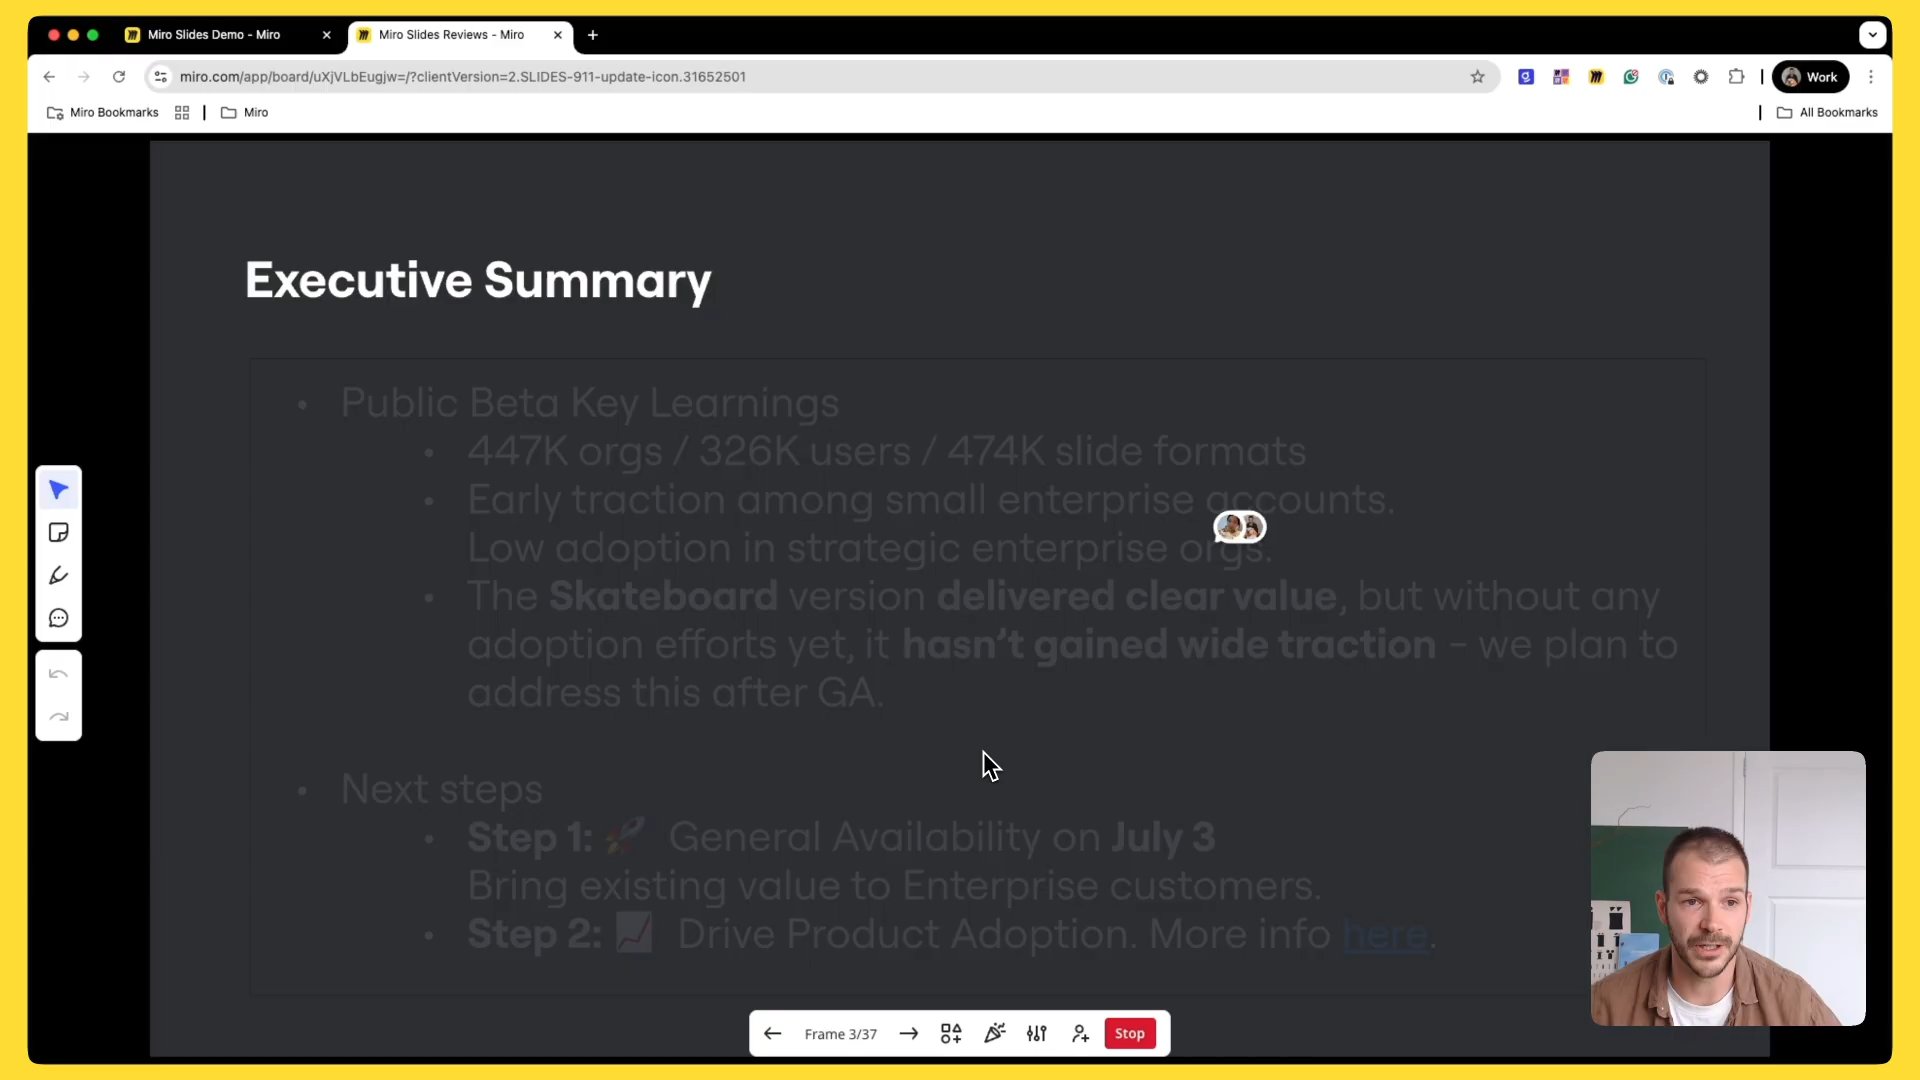 Miro Slides Demo - Miro
Miro Slides Reviews - Miro
miro.com/app/board/uXjVLbEugjw=/?clientVersion=2.SLIDES-911-update-icon.31652501
Work
Miro Bookmarks
Miro
All Bookmarks
Executive Summary
• Public Beta Key Learnings
• 447K orgs / 326K users / 474K slide formats
• Early traction among small enterprise accounts.
Low adoption in strategic enterprise orgs.
• The Skateboard version delivered clear value, but without any
adoption efforts yet, it hasn't gained wide traction - we plan to
address this after GA.
• Next steps
• Step 1: 🚀 General Availability on July 3
Bring existing value to Enterprise customers.
• Step 2: 📈 Drive Product Adoption. More info here.
Frame 3/37
Stop